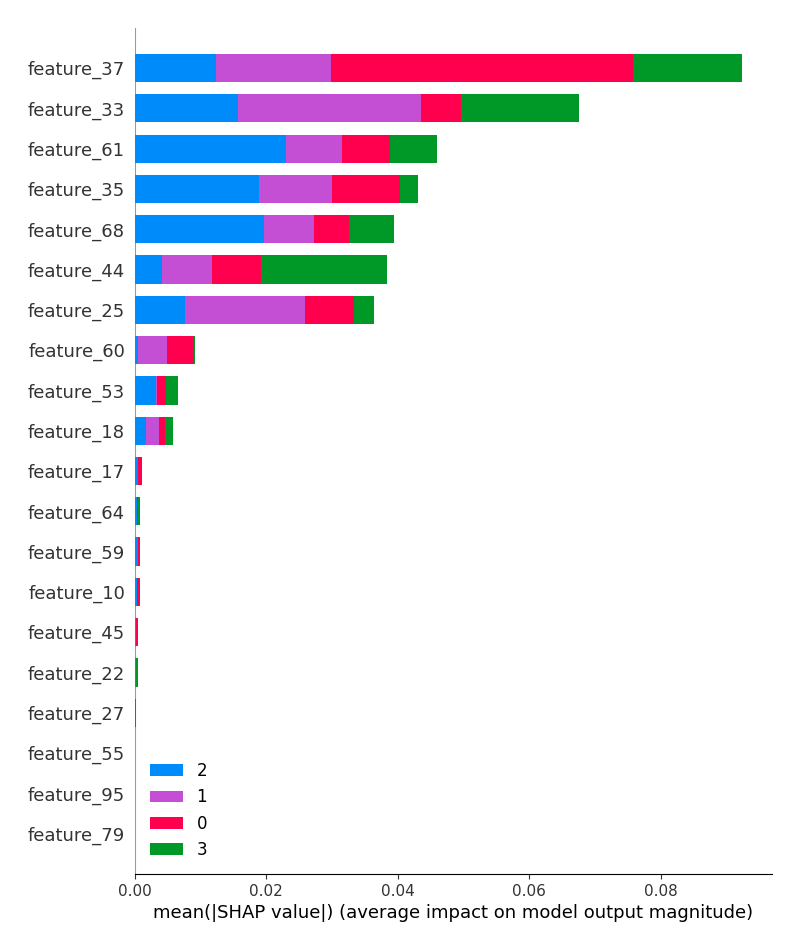 feature_37
feature_33
feature_61
feature_35
feature_68
feature_44
feature_25
feature_60
feature_53
feature_18
feature_17
feature_64
feature_59
feature_10
feature_45
feature_22
feature_27
feature_55
feature_95
feature_79
2
1
0
3
0.00 0.02 0.04 0.06 0.08
mean(|SHAP value|) (average impact on model output magnitude)